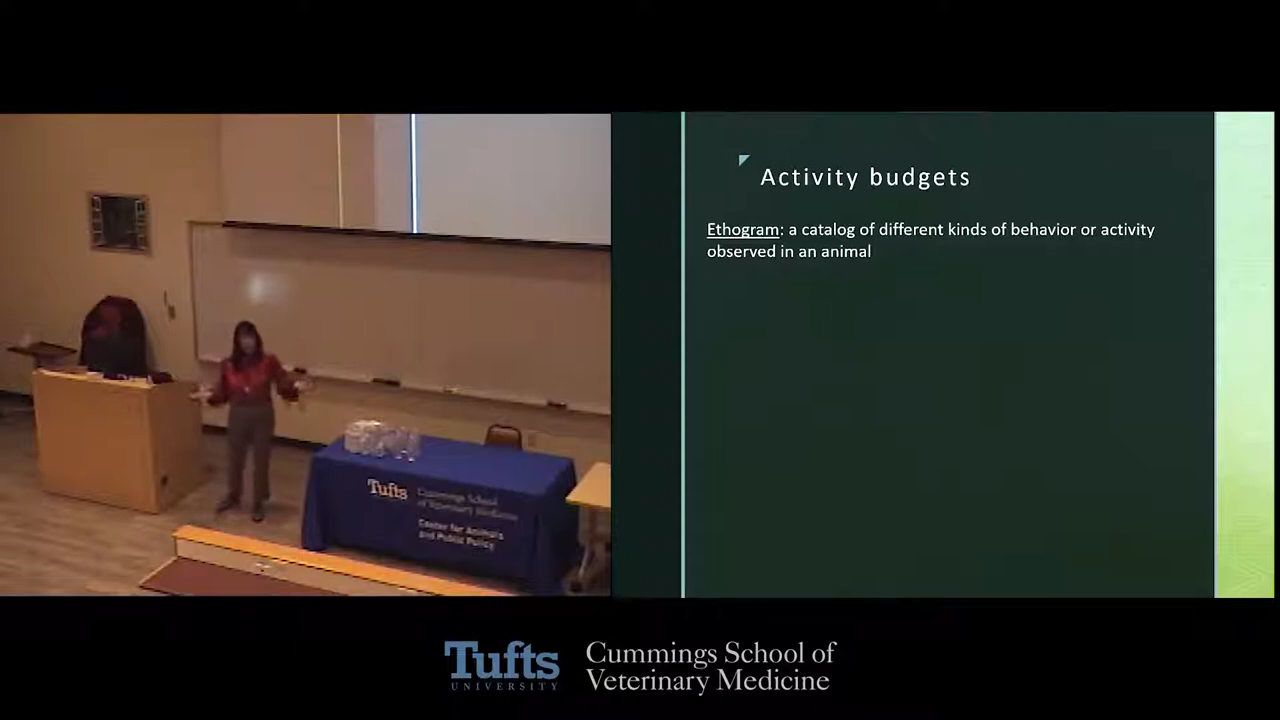 Activity budgets
Ethogram: a catalog of different kinds of behavior or activity
observed in an animal
Tufts
Cummings School
of Veterinary Medicine
Center for Animals
and Public Policy
Tufts
UNIVERSITY
Cummings School of
Veterinary Medicine